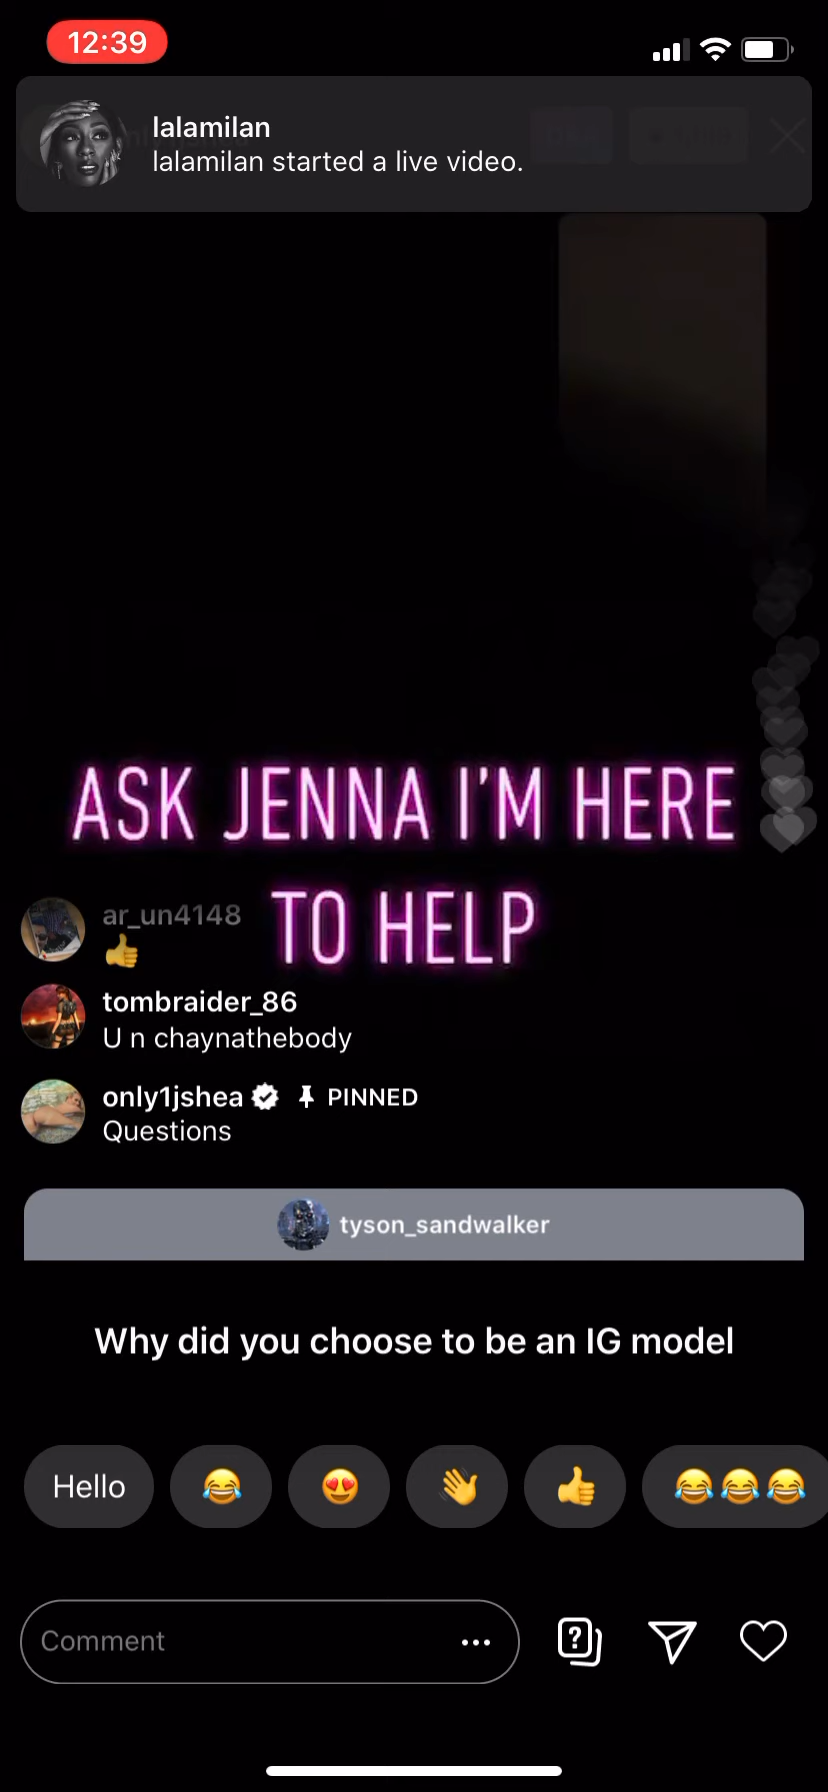 12:39
lalamilan
lalamilan started a live video.
ASK JENNA I'M HERE
TO HELP
ar_un4148
👍
tombraider_86
U n chaynathebody
only1jshea PINNED
Questions
tyson_sandwalker
Why did you choose to be an IG model
Hello 😂 😍 👋 👍 😂😂😂
Comment